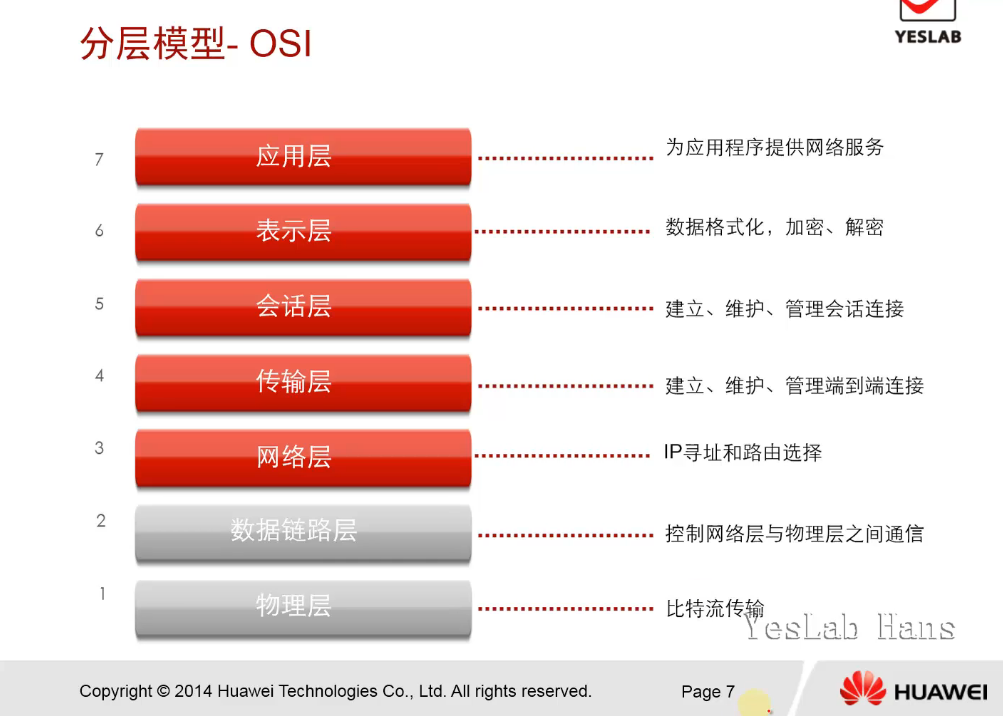 分层模型- OSI
YESLAB
7
应用层
为应用程序提供网络服务
6
表示层
数据格式化，加密、解密
5
会话层
建立、维护、管理会话连接
4
传输层
建立、维护、管理端到端连接
3
网络层
IP寻址和路由选择
2
数据链路层
控制网络层与物理层之间通信
1
物理层
比特流传输
YesLab Hans
Copyright © 2014 Huawei Technologies Co., Ltd. All rights reserved.
Page 7
HUAWEI